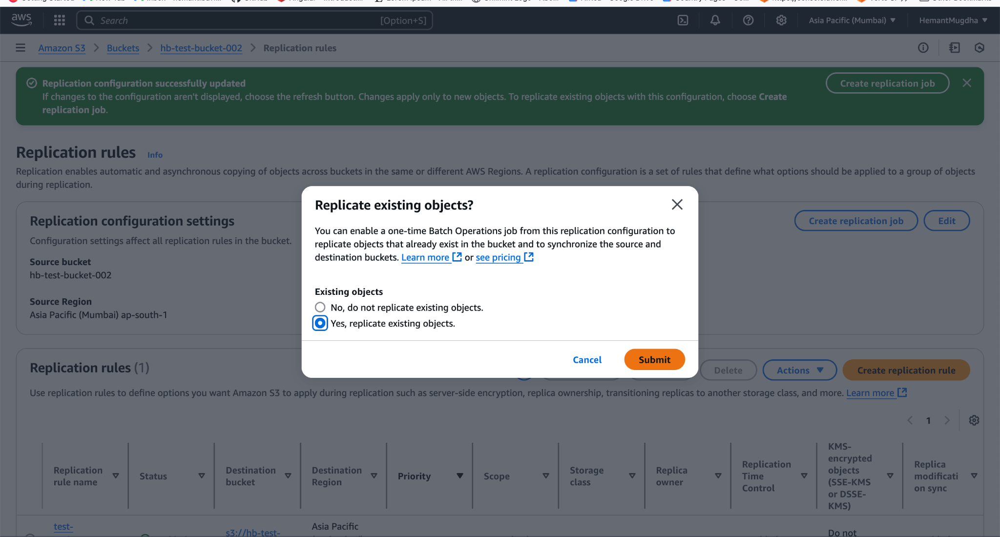 aws
Search
[Option+S]
Asia Pacific (Mumbai)
HemantMugdha
Amazon S3
Buckets
hb-test-bucket-002
Replication rules
Replication configuration successfully updated
If changes to the configuration aren't displayed, choose the refresh button. Changes apply only to new objects. To replicate existing objects with this configuration, choose Create
replication job.
Create replication job
Replication rules
Info
Replication enables automatic and asynchronous copying of objects across buckets in the same or different AWS Regions. A replication configuration is a set of rules that define what options should be applied to a group of objects
during replication.
Replication configuration settings
Configuration settings affect all replication rules in the bucket.
Create replication job
Edit
Source bucket
hb-test-bucket-002
Source Region
Asia Pacific (Mumbai) ap-south-1
Replicate existing objects?
You can enable a one-time Batch Operations job from this replication configuration to
replicate objects that already exist in the bucket and to synchronize the source and
destination buckets. Learn more or see pricing
Existing objects
No, do not replicate existing objects.
Yes, replicate existing objects.
Cancel
Submit
Replication rules (1)
Delete
Actions
Create replication rule
Use replication rules to define options you want Amazon S3 to apply during replication such as server-side encryption, replica ownership, transitioning replicas to another storage class, and more. Learn more
1
Replication
rule name
Status
Destination
bucket
Destination
Region
Priority
Scope
Storage
class
Replica
owner
Replication
Time
Control
KMS-
encrypted
objects
(SSE-KMS
or DSSE-
KMS)
Replica
modificati
on sync
test-
s3://hb-test-
Asia Pacific
Do not